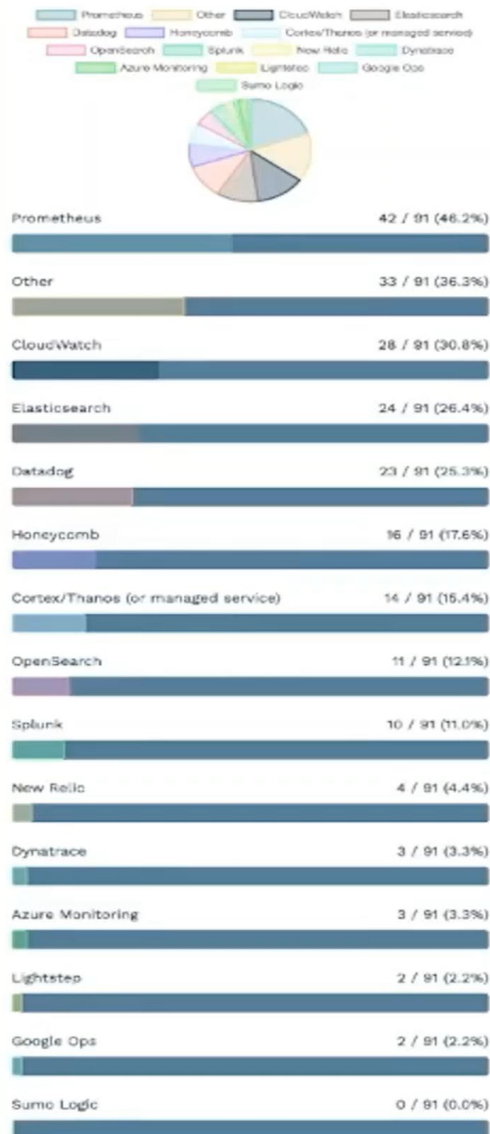 Prometheus Other CloudWatch Elasticsearch
Datadog Honeycomb Cortex/Thanos (or managed service)
OpenSearch Splunk New Relic Dynatrace
Azure Monitoring Lightstep Google Ops
Sumo Logic
Prometheus 42 / 91 (46.2%)
Other 33 / 91 (36.3%)
CloudWatch 28 / 91 (30.8%)
Elasticsearch 24 / 91 (26.4%)
Datadog 23 / 91 (25.3%)
Honeycomb 16 / 91 (17.6%)
Cortex/Thanos (or managed service) 14 / 91 (15.4%)
OpenSearch 11 / 91 (12.1%)
Splunk 10 / 91 (11.0%)
New Relic 4 / 91 (4.4%)
Dynatrace 3 / 91 (3.3%)
Azure Monitoring 3 / 91 (3.3%)
Lightstep 2 / 91 (2.2%)
Google Ops 2 / 91 (2.2%)
Sumo Logic 0 / 91 (0.0%)